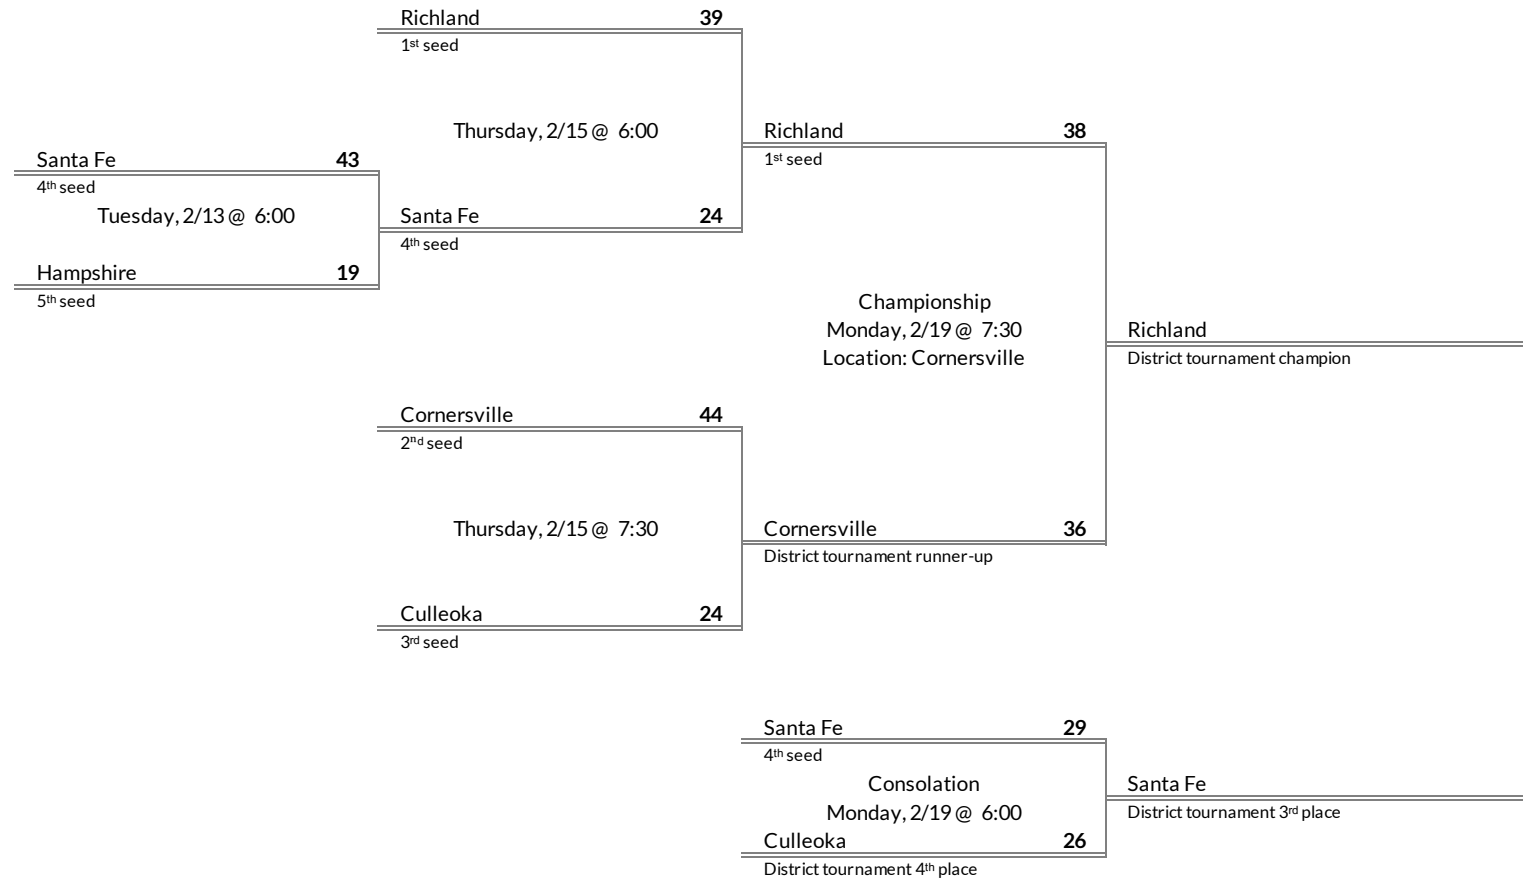 Richland 39
1st seed
Thursday, 2/15 @ 6:00
Richland 38
1st seed
Santa Fe 43
4th seed
Tuesday, 2/13 @ 6:00
Santa Fe 24
4th seed
Hampshire 19
5th seed
Championship
Monday, 2/19 @ 7:30
Location: Cornersville
Richland
District tournament champion
Cornersville 44
2nd seed
Thursday, 2/15 @ 7:30
Cornersville 36
District tournament runner-up
Culleoka 24
3rd seed
Santa Fe 29
4th seed
Consolation
Monday, 2/19 @ 6:00
Santa Fe
District tournament 3rd place
Culleoka 26
District tournament 4th place